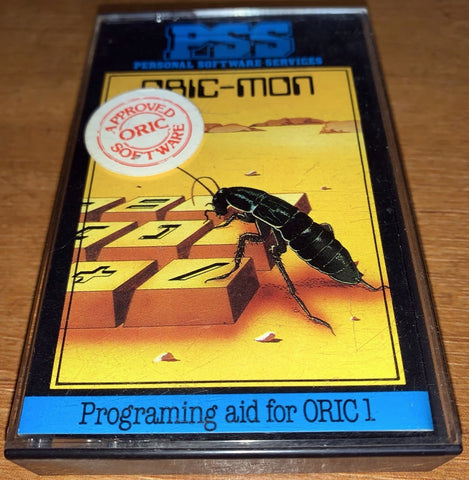 PSS
PERSONAL SOFTWARE SERVICES
ORIC-MON
APPROVED
ORIC
SOFTWARE
Programing aid for ORIC 1